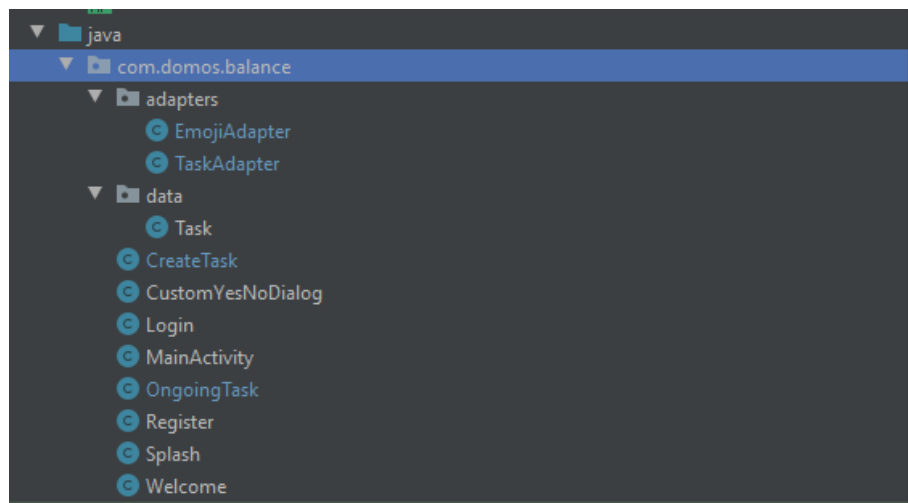 java
com.domos.balance
adapters
EmojiAdapter
TaskAdapter
data
Task
CreateTask
CustomYesNoDialog
Login
MainActivity
OngoingTask
Register
Splash
Welcome